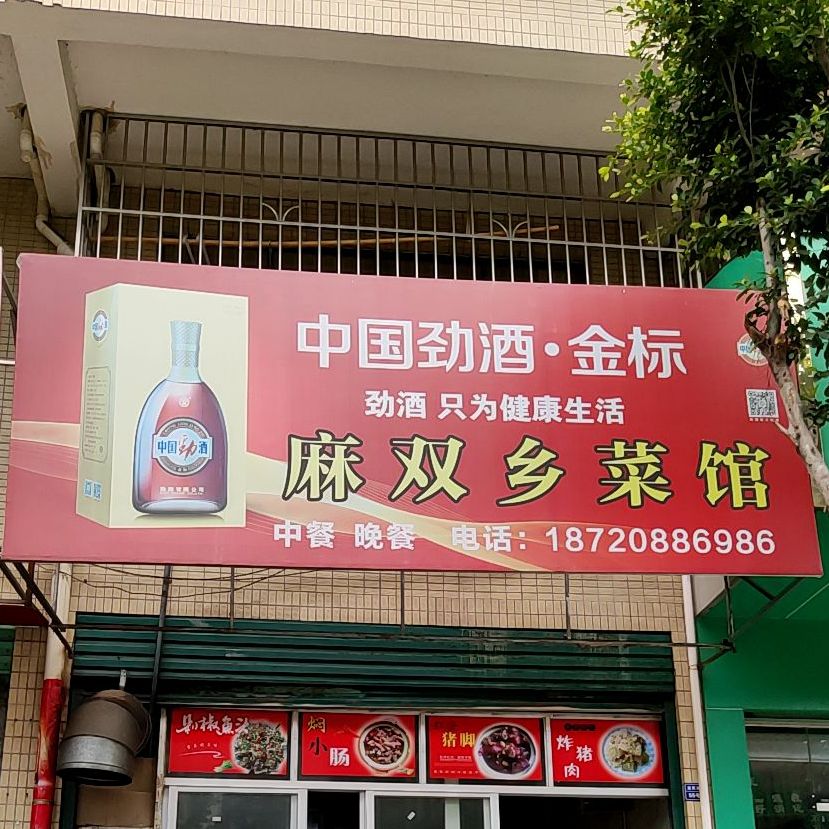 中国劲酒·金标
劲酒 只为健康生活
中国劲酒
麻双乡菜馆
中餐 晚餐 电话：18720886986
剁椒鱼头
焖小肠
猪脚
炸猪肉